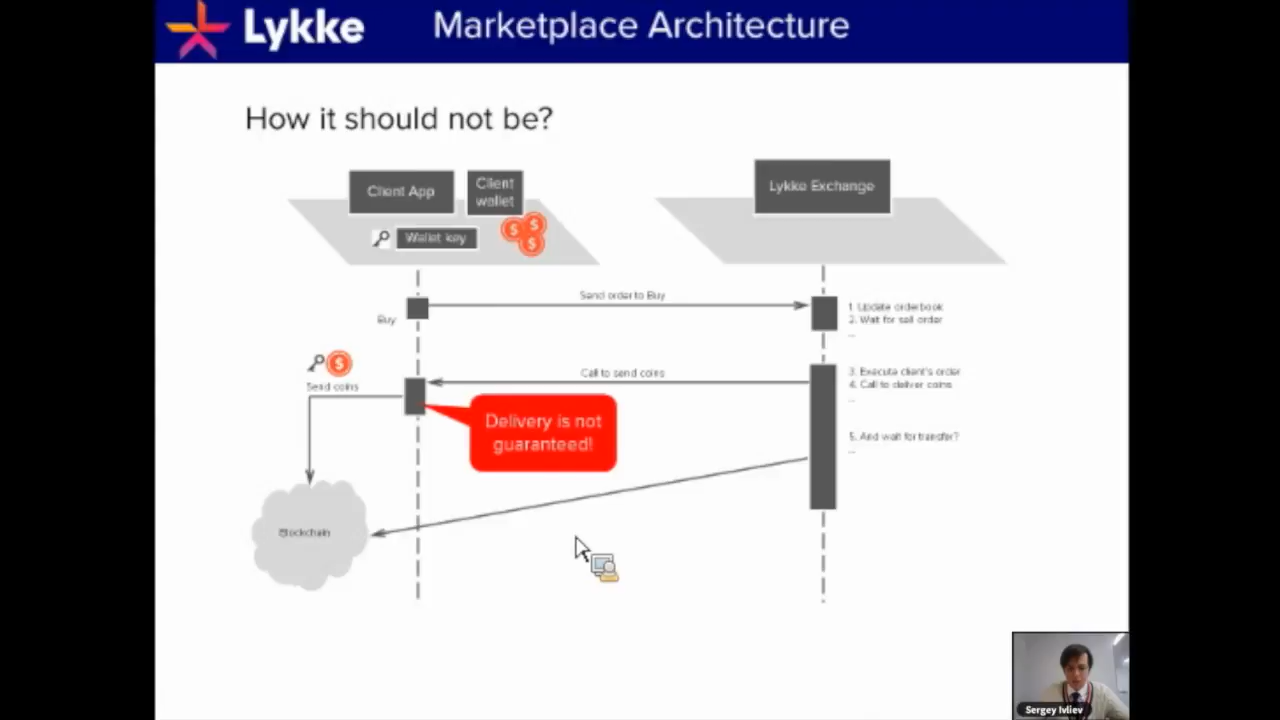 Lykke
Marketplace Architecture
How it should not be?
Client App
Client
wallet
Wallet key
Lykke Exchange
Send order to Buy
Buy
1. Update orderbook
2. Wait for sell order
...
Send coins
Call to send coins
3. Execute client's order
4. Call to deliver coins
...
Delivery is not
guaranteed!
5. And wait for transfer?
...
Blockchain
Sergey Ivliev